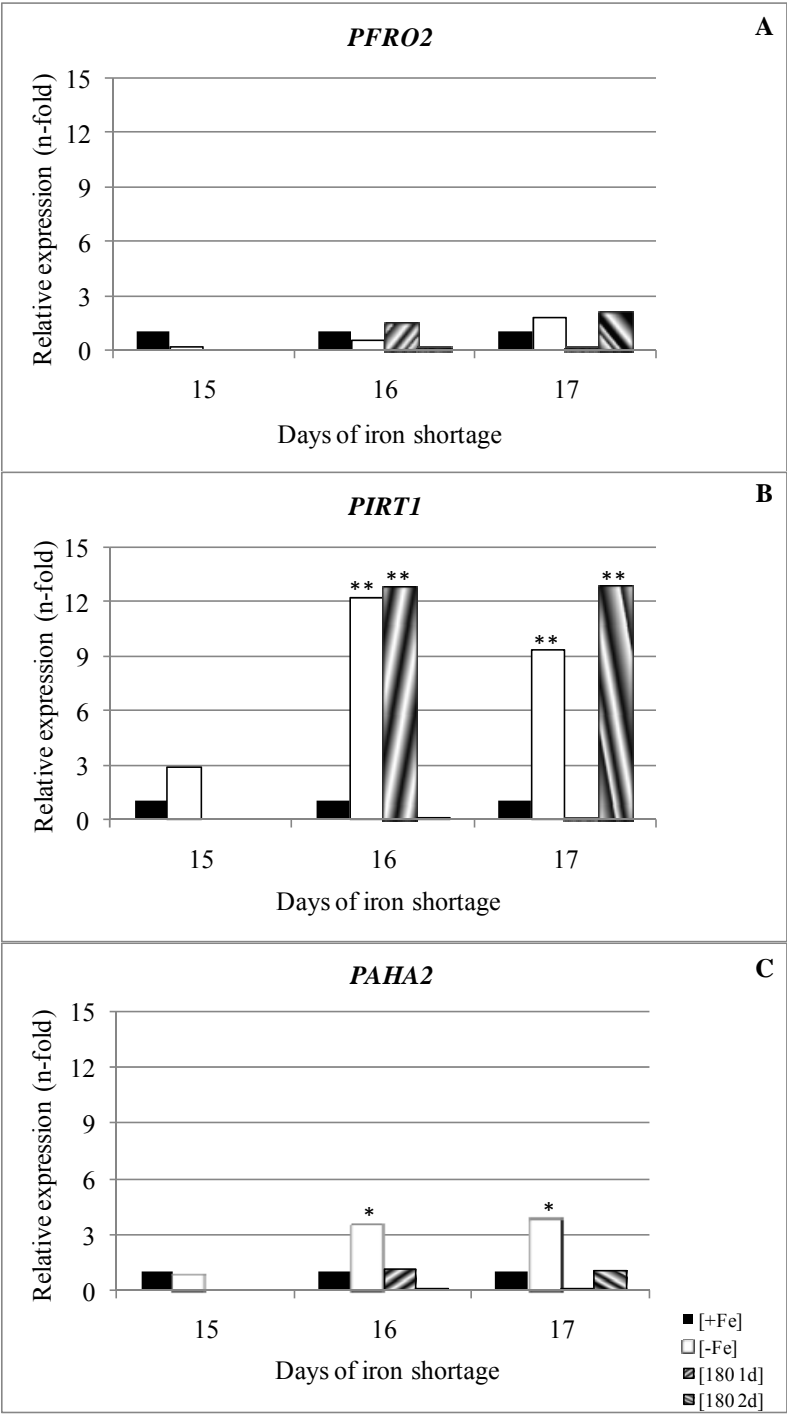 PFRO2
A
Relative expression (n-fold)
15
12
9
6
3
0
15 16 17
Days of iron shortage
PIRT1
B
Relative expression (n-fold)
15
12
9
6
3
0
** ** ** **
15 16 17
Days of iron shortage
PAHA2
C
Relative expression (n-fold)
15
12
9
6
3
0
* *
15 16 17
Days of iron shortage
[+Fe]
[-Fe]
[180 1d]
[180 2d]